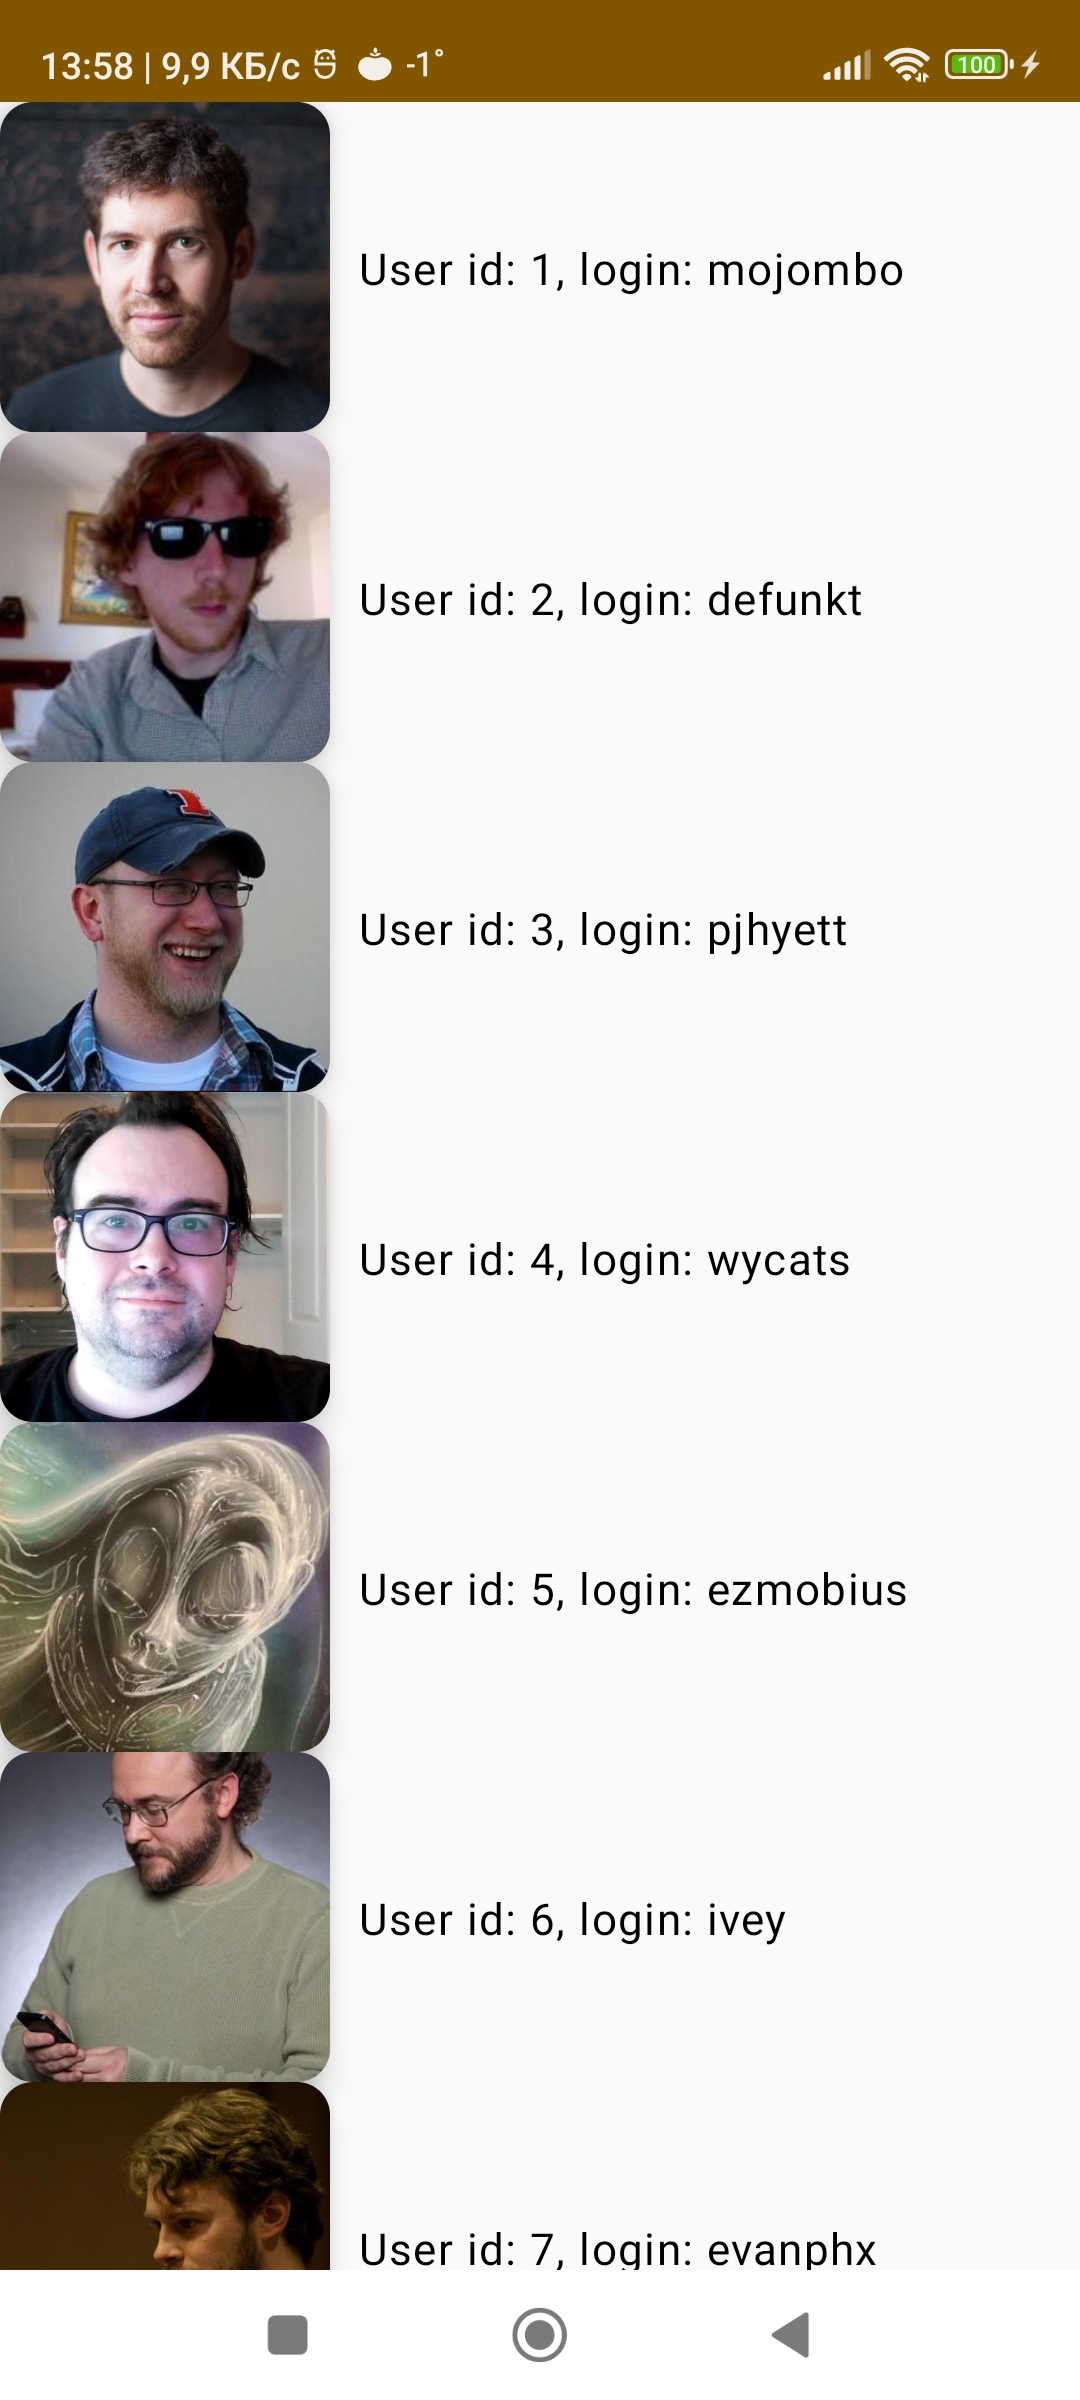 13:58 | 9,9 КБ/с -1°
100
User id: 1, login: mojombo
User id: 2, login: defunkt
User id: 3, login: pjhyett
User id: 4, login: wycats
User id: 5, login: ezmobius
User id: 6, login: ivey
User id: 7, login: evanphx